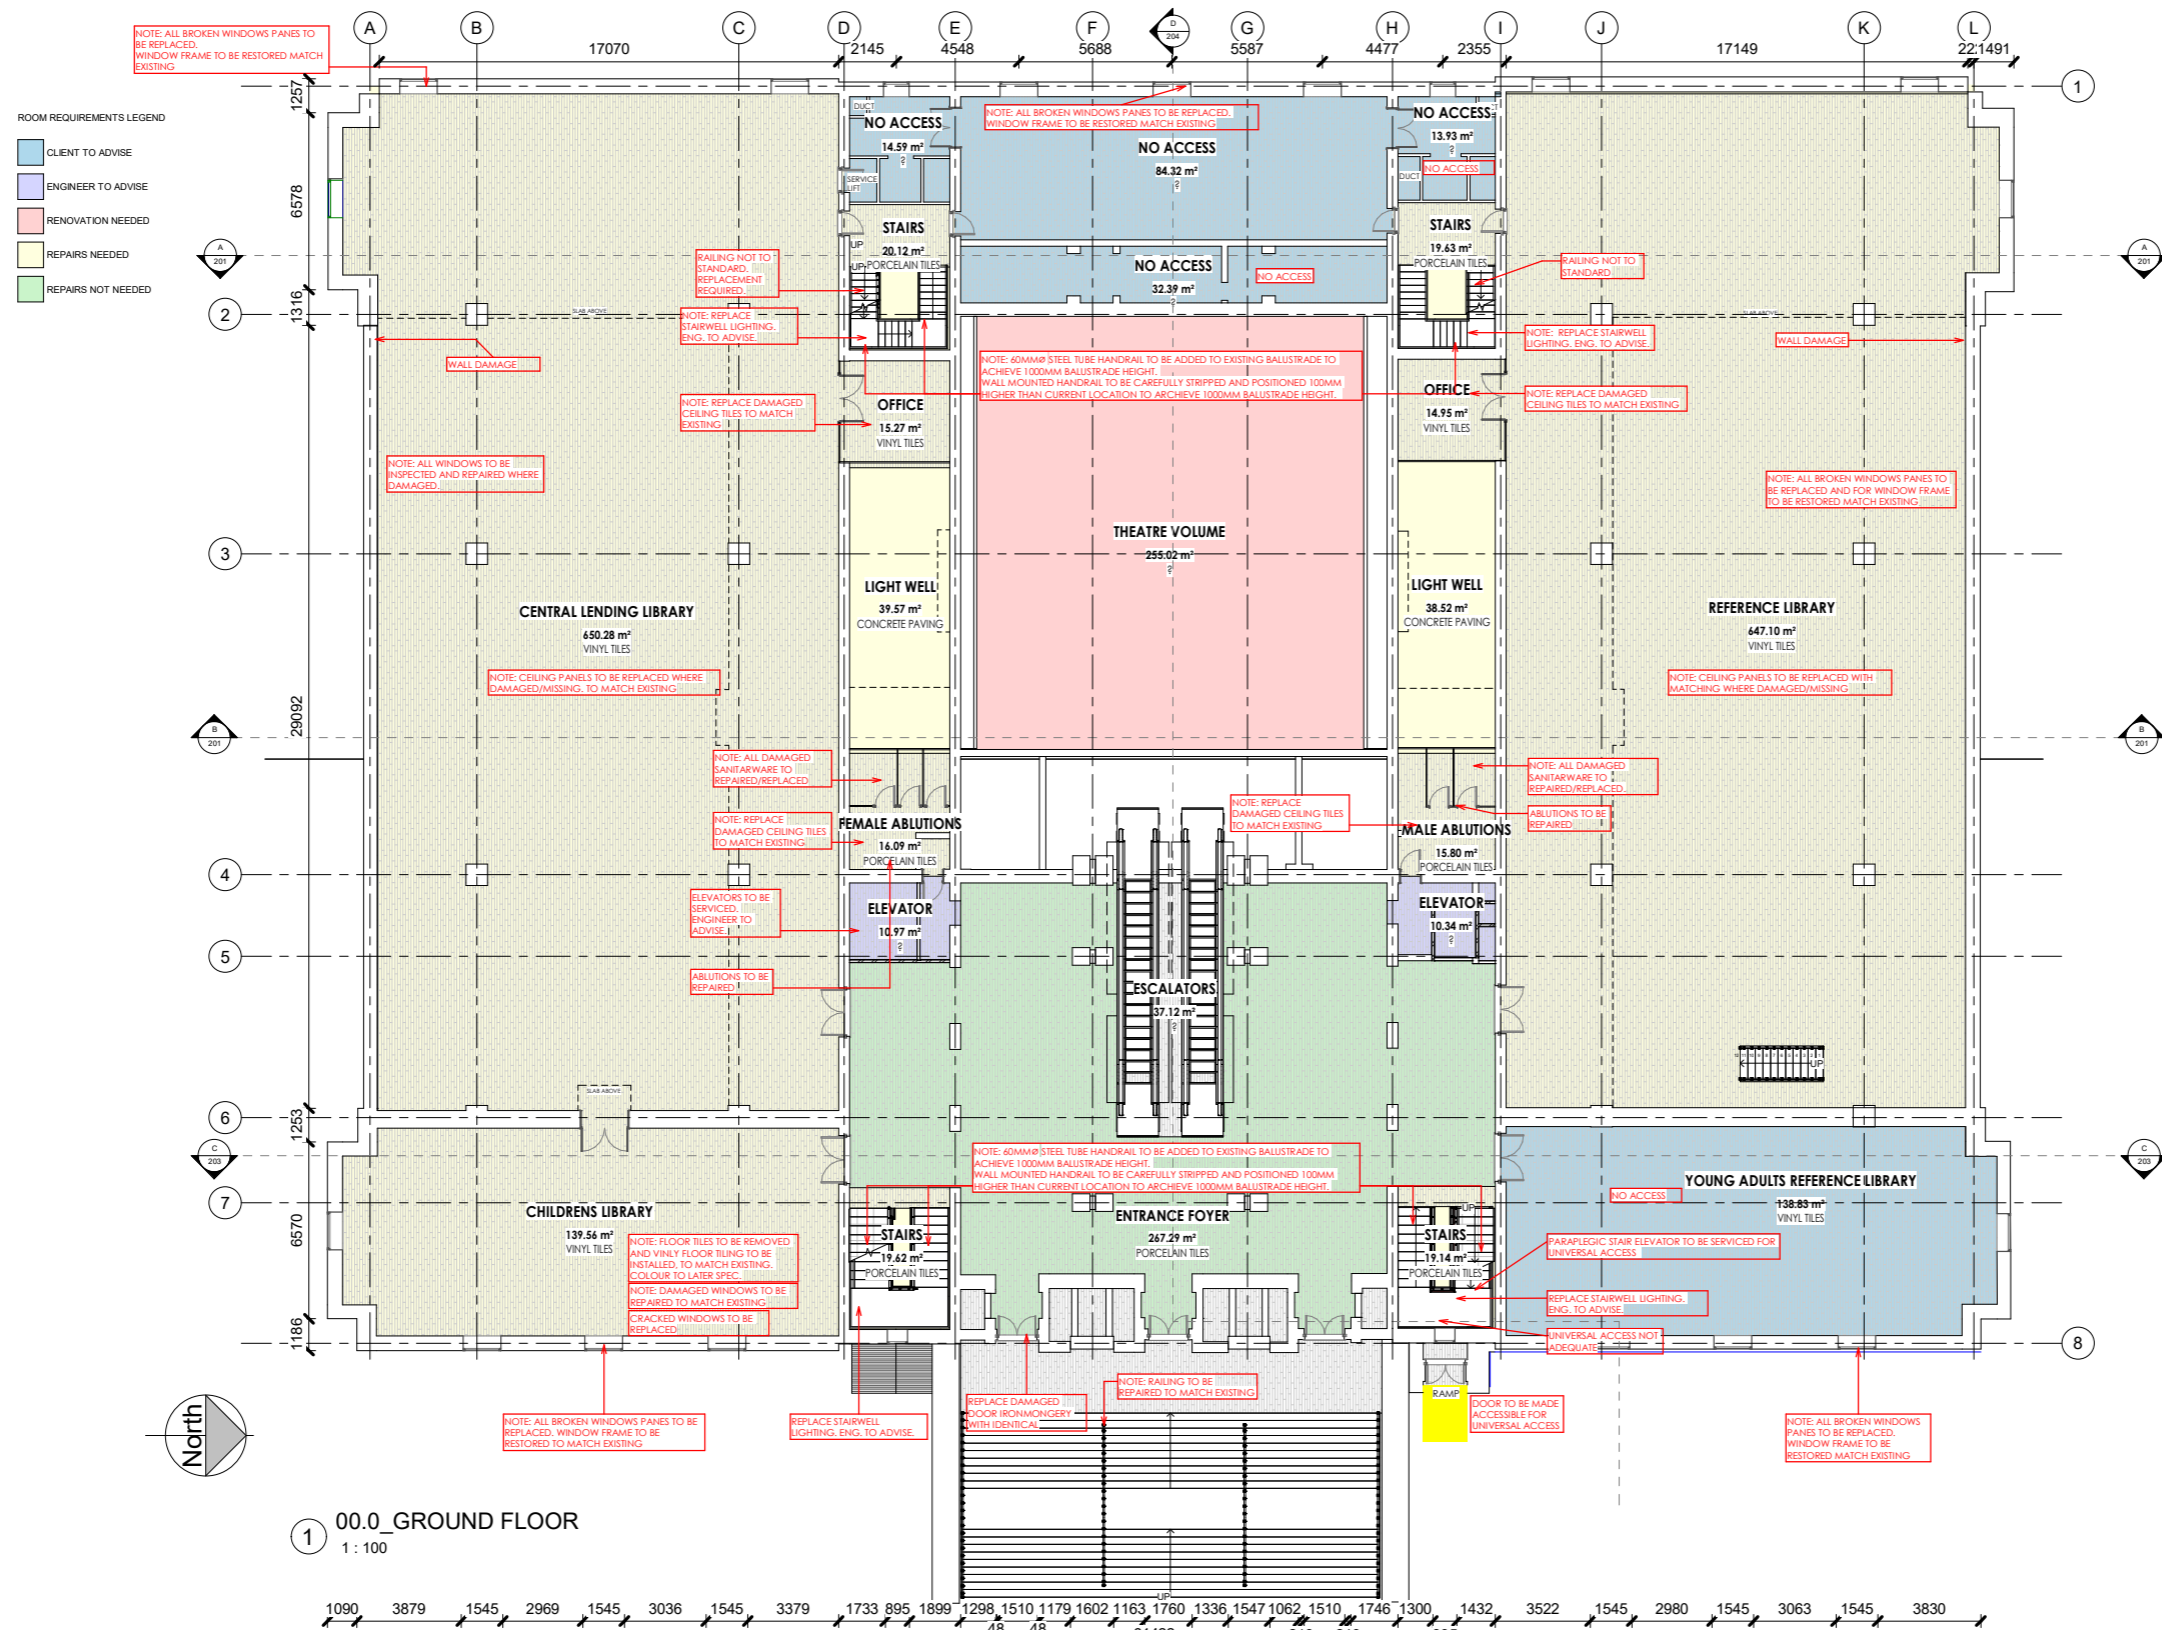 A B C D E F D 204 G H I J K L
17070 2145 4548 5688 5587 4477 2355 17149 221491
NOTE: ALL BROKEN WINDOWS PANES TO
BE REPLACED.
WINDOW FRAME TO BE RESTORED MATCH
EXISTING
1
ROOM REQUIREMENTS LEGEND
CLIENT TO ADVISE
ENGINEER TO ADVISE
RENOVATION NEEDED
REPAIRS NEEDED
REPAIRS NOT NEEDED
1257
6578
1316
29092
1253
6570
1186
DUCT
NO ACCESS
14.59 m²
?
SERVICE
LIFT
NOTE: ALL BROKEN WINDOWS PANES TO BE REPLACED.
WINDOW FRAME TO BE RESTORED MATCH EXISTING
NO ACCESS
84.32 m²
?
NO ACCESS
13.93 m²
?
NO ACCESS
DUCT
A
201
STAIRS
20.12 m²
PORCELAIN TILES
UP
UP
RAILING NOT TO
STANDARD.
REPLACEMENT
REQUIRED.
NO ACCESS
32.39 m²
?
NO ACCESS
STAIRS
19.63 m²
PORCELAIN TILES
RAILING NOT TO
STANDARD
A
201
2
SLAB ABOVE
SLAB ABOVE
NOTE: REPLACE
STAIRWELL LIGHTING.
ENG. TO ADVISE.
NOTE: REPLACE STAIRWELL
LIGHTING. ENG. TO ADVISE.
WALL DAMAGE
WALL DAMAGE
NOTE: 60MMØ STEEL TUBE HANDRAIL TO BE ADDED TO EXISTING BALUSTRADE TO
ACHIEVE 1000MM BALUSTRADE HEIGHT.
WALL MOUNTED HANDRAIL TO BE CAREFULLY STRIPPED AND POSITIONED 100MM
HIGHER THAN CURRENT LOCATION TO ARCHIEVE 1000MM BALUSTRADE HEIGHT.
NOTE: REPLACE DAMAGED
CEILING TILES TO MATCH
EXISTING
OFFICE
15.27 m²
VINYL TILES
OFFICE
14.95 m²
VINYL TILES
NOTE: REPLACE DAMAGED
CEILING TILES TO MATCH EXISTING
NOTE: ALL WINDOWS TO BE
INSPECTED AND REPAIRED WHERE
DAMAGED.
NOTE: ALL BROKEN WINDOWS PANES TO
BE REPLACED AND FOR WINDOW FRAME
TO BE RESTORED MATCH EXISTING
3
THEATRE VOLUME
255.02 m²
?
LIGHT WELL
39.57 m²
CONCRETE PAVING
LIGHT WELL
38.52 m²
CONCRETE PAVING
CENTRAL LENDING LIBRARY
650.28 m²
VINYL TILES
REFERENCE LIBRARY
647.10 m²
VINYL TILES
NOTE: CEILING PANELS TO BE REPLACED WHERE
DAMAGED/MISSING. TO MATCH EXISTING
NOTE: CEILING PANELS TO BE REPLACED WITH
MATCHING WHERE DAMAGED/MISSING
B
201
B
201
NOTE: ALL DAMAGED
SANITARWARE TO
REPAIRED/REPLACED
NOTE: ALL DAMAGED
SANITARWARE TO
REPAIRED/REPLACED.
NOTE: REPLACE
DAMAGED CEILING TILES
TO MATCH EXISTING
FEMALE ABLUTIONS
16.09 m²
PORCELAIN TILES
NOTE: REPLACE
DAMAGED CEILING TILES
TO MATCH EXISTING
MALE ABLUTIONS
15.80 m²
PORCELAIN TILES
ABLUTIONS TO BE
REPAIRED
4
ELEVATORS TO BE
SERVICED.
ENGINEER TO
ADVISE.
ELEVATOR
10.97 m²
?
ELEVATOR
10.34 m²
?
5
ABLUTIONS TO BE
REPAIRED
ESCALATORS
37.12 m²
?
UP
6
SLAB ABOVE
C
203
C
203
NOTE: 60MMØ STEEL TUBE HANDRAIL TO BE ADDED TO EXISTING BALUSTRADE TO
ACHIEVE 1000MM BALUSTRADE HEIGHT.
WALL MOUNTED HANDRAIL TO BE CAREFULLY STRIPPED AND POSITIONED 100MM
HIGHER THAN CURRENT LOCATION TO ARCHIEVE 1000MM BALUSTRADE HEIGHT.
7
CHILDRENS LIBRARY
139.56 m²
VINYL TILES
NOTE: FLOOR TILES TO BE REMOVED
AND VINLY FLOOR TILING TO BE
INSTALLED, TO MATCH EXISTING.
COLOUR TO LATER SPEC.
NOTE: DAMAGED WINDOWS TO BE
REPAIRED TO MATCH EXISTING
CRACKED WINDOWS TO BE
REPLACED
STAIRS
19.62 m²
PORCELAIN TILES
ENTRANCE FOYER
267.29 m²
PORCELAIN TILES
UP
STAIRS
19.14 m²
PORCELAIN TILES
YOUNG ADULTS REFERENCE LIBRARY
NO ACCESS
138.83 m²
VINYL TILES
PARAPLEGIC STAIR ELEVATOR TO BE SERVICED FOR
UNIVERSAL ACCESS
REPLACE STAIRWELL LIGHTING.
ENG. TO ADVISE.
UNIVERSAL ACCESS NOT
ADEQUATE
8
North
NOTE: ALL BROKEN WINDOWS PANES TO BE
REPLACED. WINDOW FRAME TO BE
RESTORED TO MATCH EXISTING
REPLACE STAIRWELL
LIGHTING. ENG. TO ADVISE.
REPLACE DAMAGED
DOOR IRONMONGERY
WITH IDENTICAL
NOTE: RAILING TO BE
REPAIRED TO MATCH EXISTING
RAMP
DOOR TO BE MADE
ACCESSIBLE FOR
UNIVERSAL ACCESS
NOTE: ALL BROKEN WINDOWS
PANES TO BE REPLACED.
WINDOW FRAME TO BE
RESTORED MATCH EXISTING
1
00.0_GROUND FLOOR
1 : 100
UP
1090 3879 1545 2969 1545 3036 1545 3379 1733 895 1899 1298 1510 1179 1602 1163 1760 1336 1547 1062 1510 1746 1300 1432 3522 1545 2980 1545 3063 1545 3830
48 48